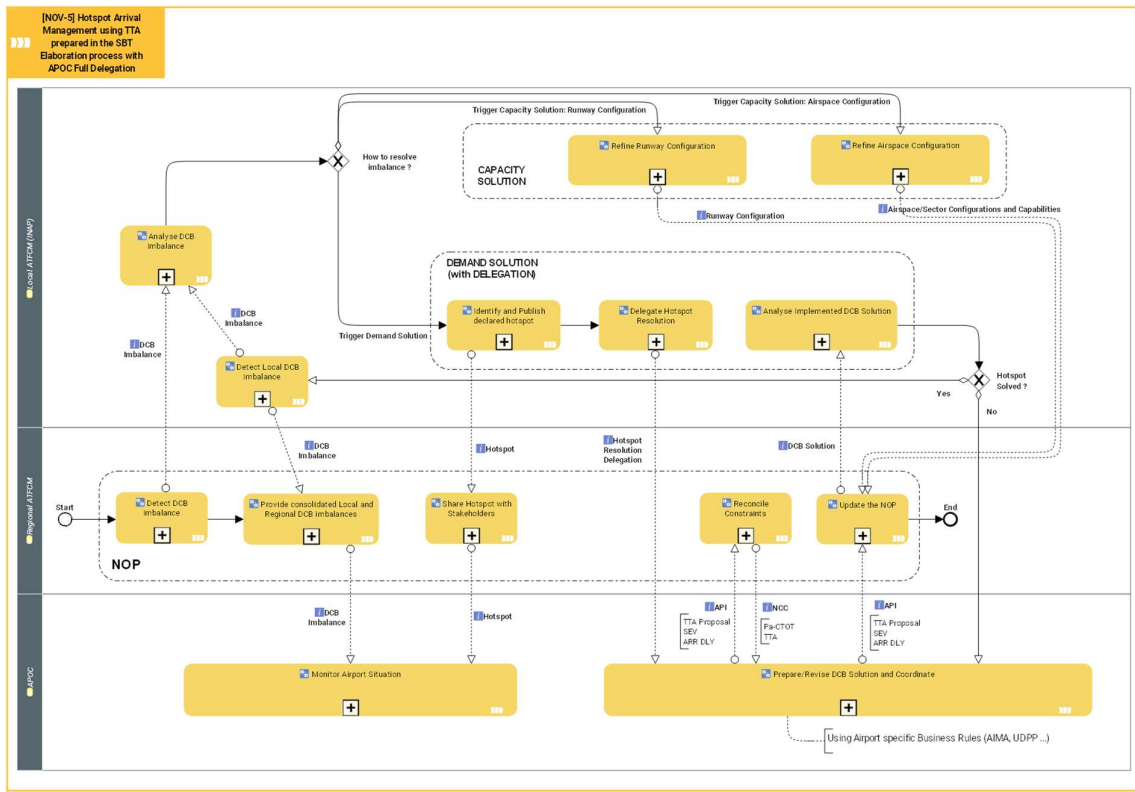 [NOV-5] Hotspot Arrival
Management using TTA
prepared in the SBT
Elaboration process with
APOC Full Delegation
Local ATFCM (INAP)
Trigger Capacity Solution: Runway Configuration
Trigger Capacity Solution: Airspace Configuration
How to resolve
imbalance ?
CAPACITY
SOLUTION
Refine Runway Configuration
Refine Airspace Configuration
Runway Configuration
Airspace/Sector Configurations and Capabilities
Analyse DCB
Imbalance
DCB
Imbalance
DCB
Imbalance
DEMAND SOLUTION
(with DELEGATION)
Trigger Demand Solution
Identify and Publish
declared hotspot
Delegate Hotspot
Resolution
Analyse Implemented DCB Solution
Detect Local DCB
Imbalance
Hotspot
Solved ?
Yes
No
Regional ATFCM
DCB
Imbalance
Hotspot
Hotspot
Resolution
Delegation
DCB Solution
Start
Detect DCB
Imbalance
Provide consolidated Local and
Regional DCB imbalances
Share Hotspot with
Stakeholders
Reconcile
Constraints
Update the NOP
End
NOP
APOC
DCB
Imbalance
Hotspot
API
TTA Proposal
SEV
ARR DLY
NCC
Pa-CTOT
TTA
API
TTA Proposal
SEV
ARR DLY
Monitor Airport Situation
Prepare/Revise DCB Solution and Coordinate
Using Airport specific Business Rules (AIMA, UDPP ...)